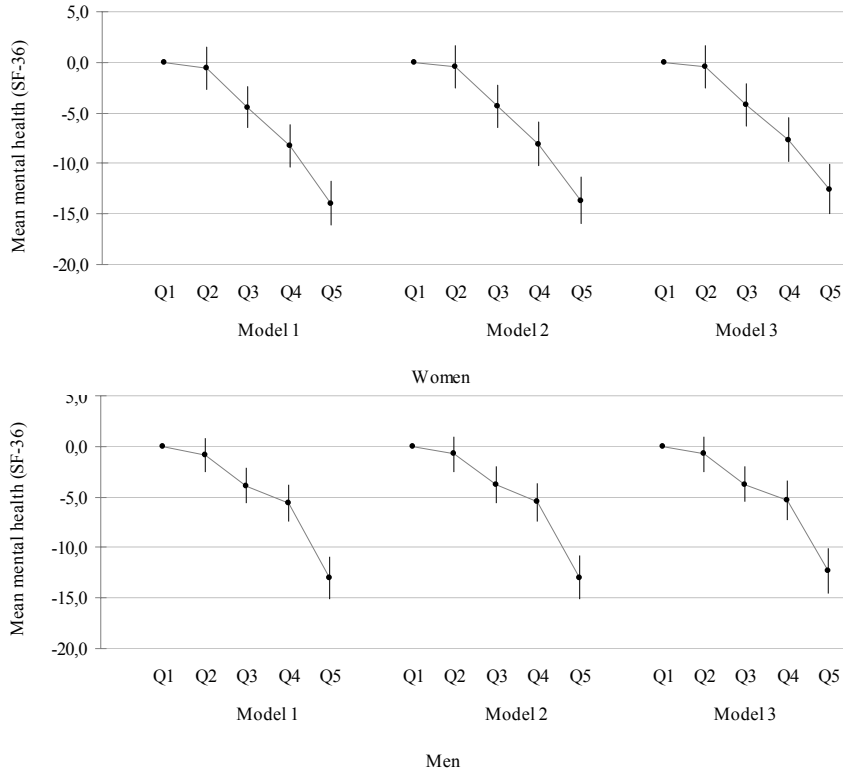 5,0
0,0
-5,0
-10,0
-15,0
-20,0
Mean mental health (SF-36)
Q1 Q2 Q3 Q4 Q5 Q1 Q2 Q3 Q4 Q5 Q1 Q2 Q3 Q4 Q5
Model 1 Model 2 Model 3
Women
5,0
0,0
-5,0
-10,0
-15,0
-20,0
Mean mental health (SF-36)
Q1 Q2 Q3 Q4 Q5 Q1 Q2 Q3 Q4 Q5 Q1 Q2 Q3 Q4 Q5
Model 1 Model 2 Model 3
Men